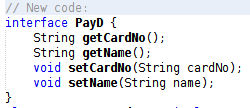 // New code:
interface PayD {
    String getCardNo();
    String getName();
    void setCardNo(String cardNo);
    void setName(String name);
}